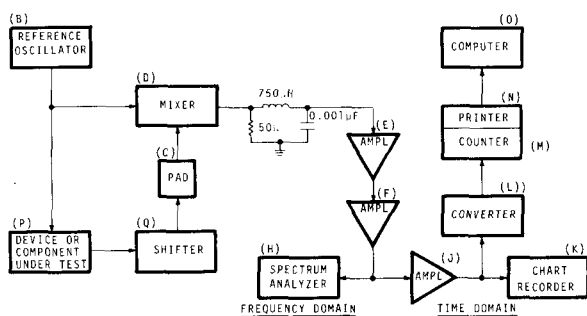 (B)
REFERENCE
OSCILLATOR
(D)
MIXER
750μH
50Ω
0.001μF
(C)
PAD
(E)
AMPL
(F)
AMPL
(O)
COMPUTER
(N)
PRINTER
COUNTER
(M)
(L))
CONVERTER
(P)
DEVICE OR
COMPONENT
UNDER TEST
(Q)
SHIFTER
(H)
SPECTRUM
ANALYZER
(J)
AMPL
(K)
CHART
RECORDER
FREQUENCY DOMAIN
TIME DOMAIN